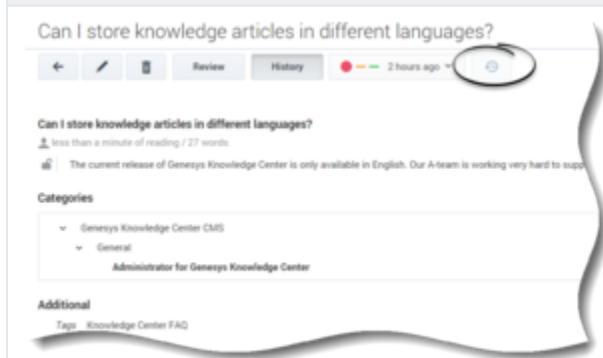 Can I store knowledge articles in different languages?
Review History 2 hours ago
Can I store knowledge articles in different languages?
less than a minute of reading / 27 words
The current release of Genesys Knowledge Center is only available in English. Our A-team is working very hard to supp
Categories
Genesys Knowledge Center CMS
General
Administrator for Genesys Knowledge Center
Additional
Tags Knowledge Center FAQ